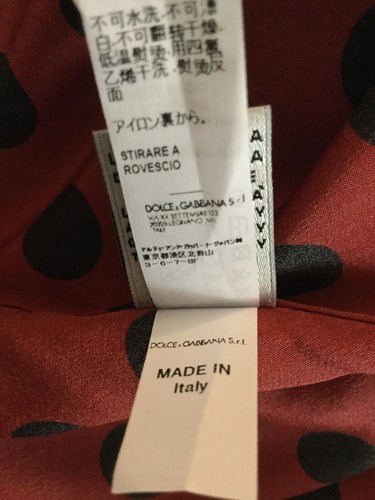 不可水洗.不可漂
白.不可翻转干燥.
低温熨烫.用四氯
乙烯干洗.熨烫反
面
アイロン裏から。
STIRARE A
ROVESCIO
DOLCE & GABBANA S.r.l.
VIA XX SETTEMBRE 123
20025 LEGNANO (MI)
ITALY
ドルチェ・アンド・ガッバーナ・ジャパン㈱
東京都港区北青山
3-6-7-8F
DOLCE & GABBANA S.r.l.
MADE IN
Italy